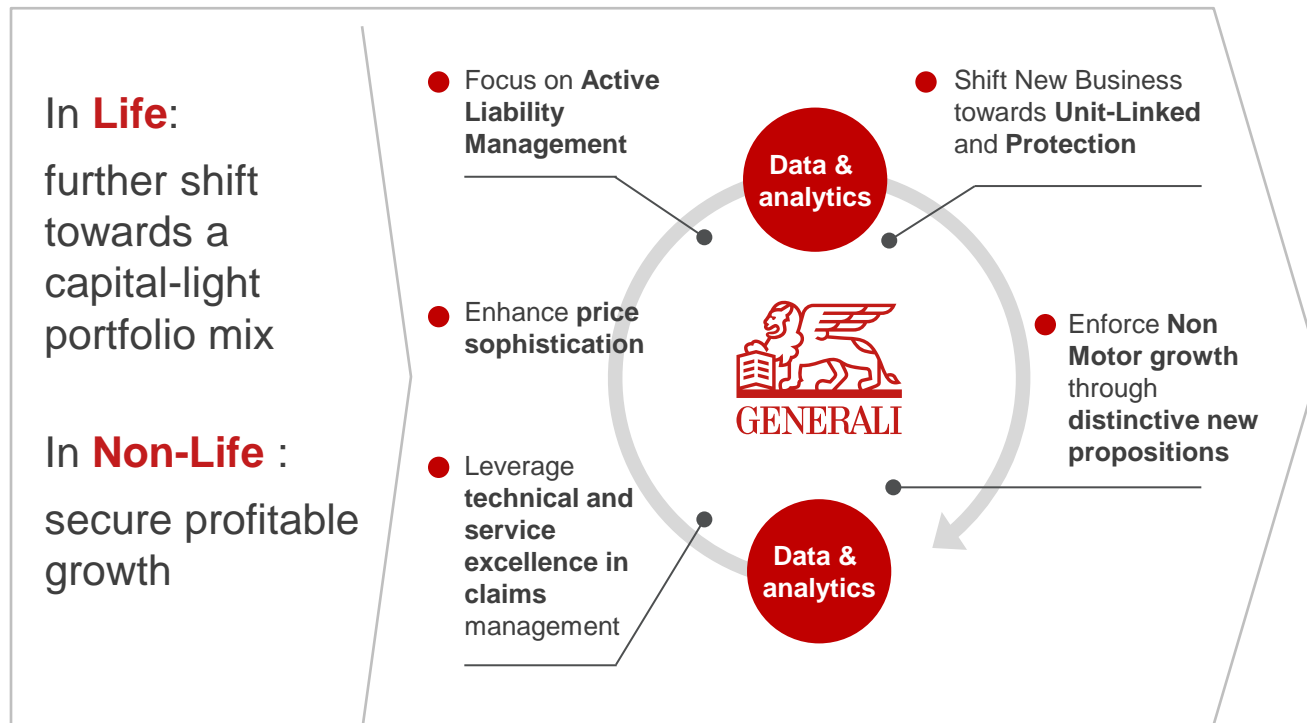 In Life:
further shift
towards a
capital-light
portfolio mix
In Non-Life :
secure profitable
growth
Focus on Active
Liability
Management
Enhance price
sophistication
Leverage
technical and
service
excellence in
claims
management
Data &
analytics
GENERALI
Data &
analytics
Shift New Business
towards Unit-Linked
and Protection
Enforce Non
Motor growth
through
distinctive new
propositions